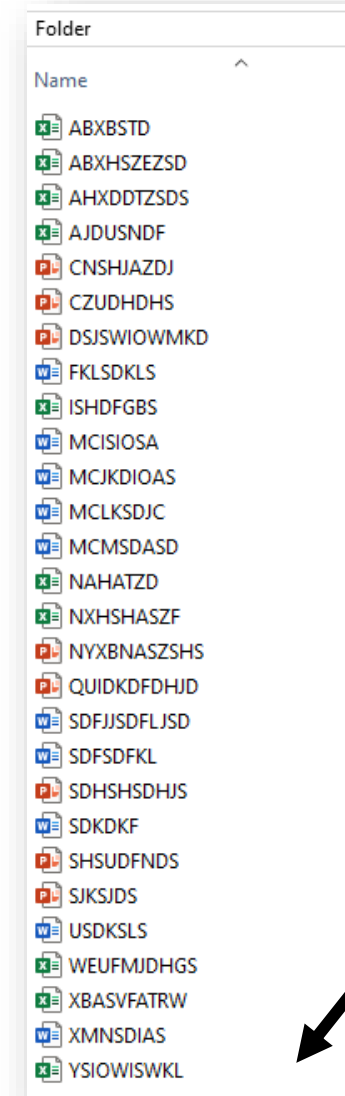 Folder
Name
ABXBSTD
ABXHSZEZSD
AHXDDTZSDS
AJDUSNDF
CNSHJAZDJ
CZUDHDHS
DSJSWIOWMKD
FKLSDKLS
ISHDFGBS
MCISIOSA
MCJKDIOAS
MCLKSDJC
MCMSDASD
NAHATZD
NXHSHASZF
NYXBNASZSHS
QUIDKDFDHJD
SDFJJSDFLJSD
SDFSDFKL
SDHSHSDHJS
SDKDKF
SHSUDFNDS
SJKSJDS
USDKSLS
WEUFMJDHGS
XBASVFATRW
XMNSDIAS
YSIOWISWKL